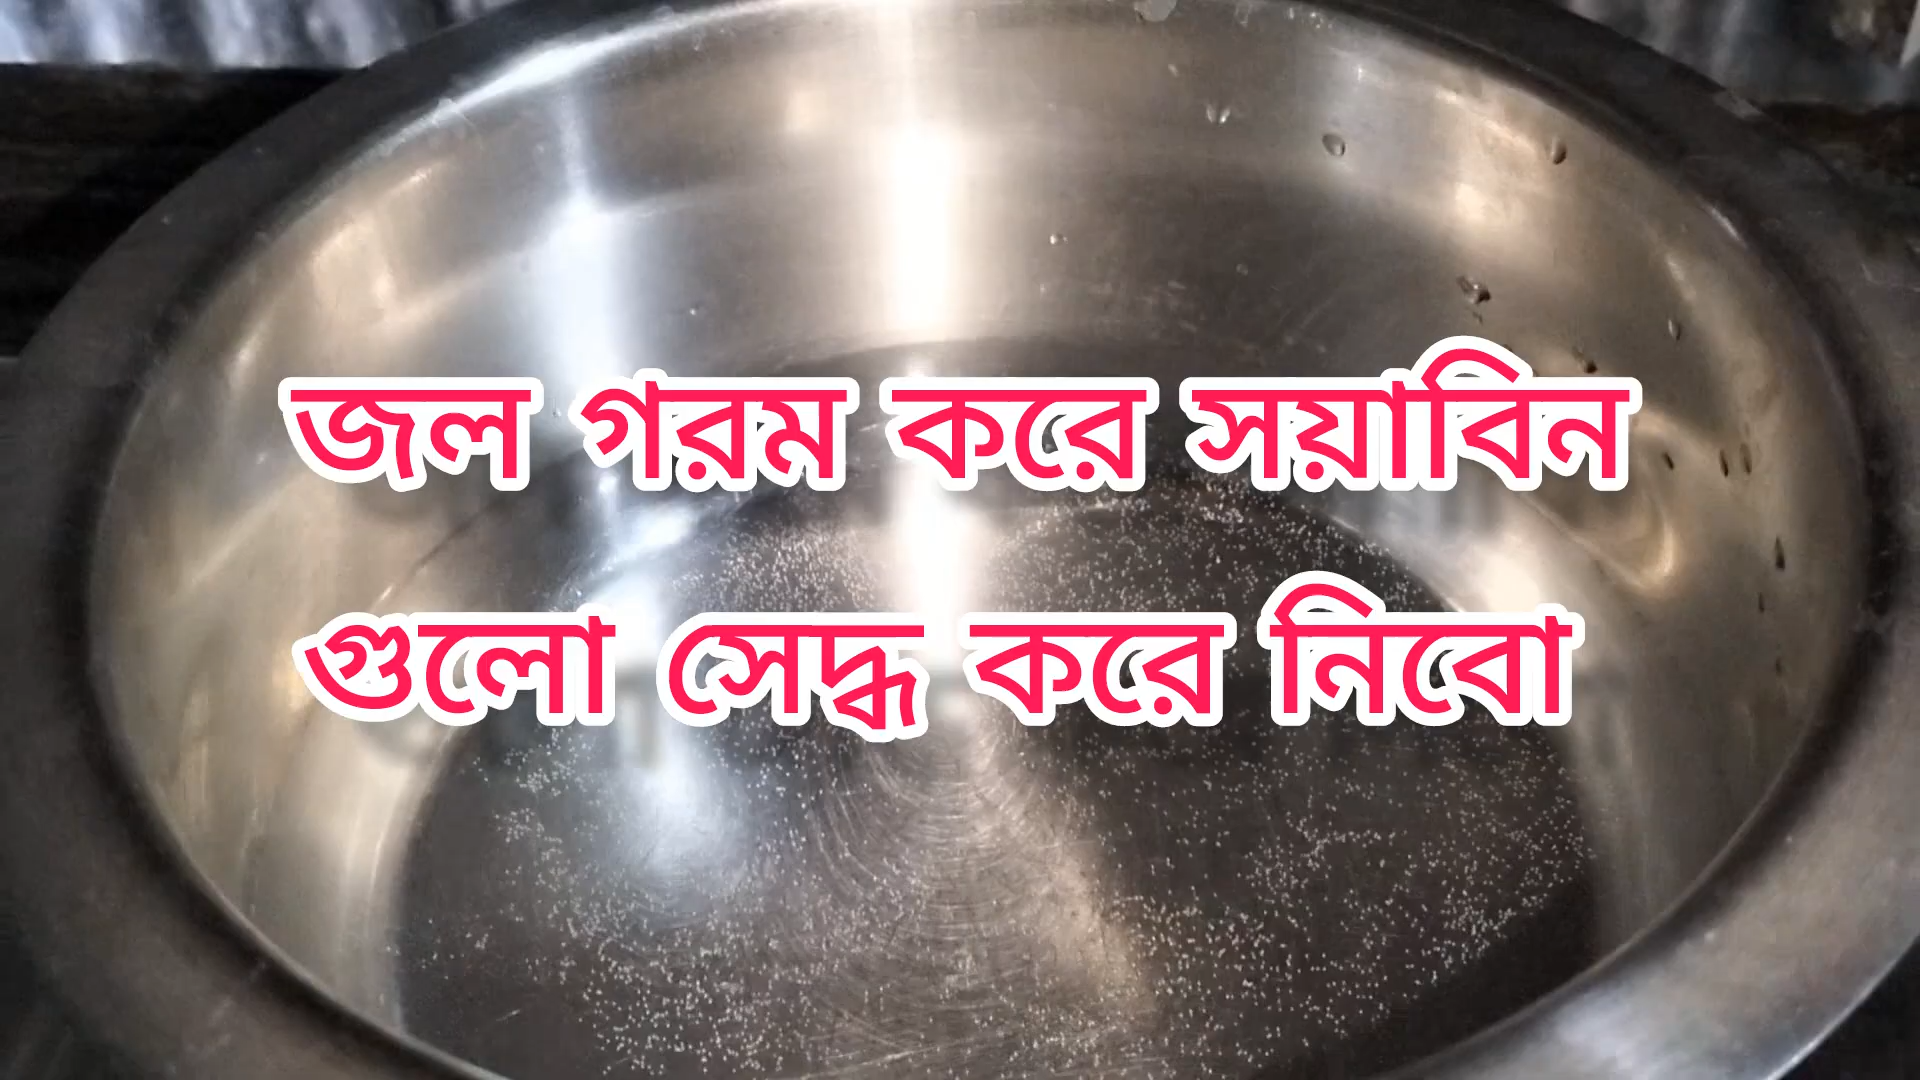 জল গরম করে সয়াবিন
গুলো সেদ্ধ করে নিবো